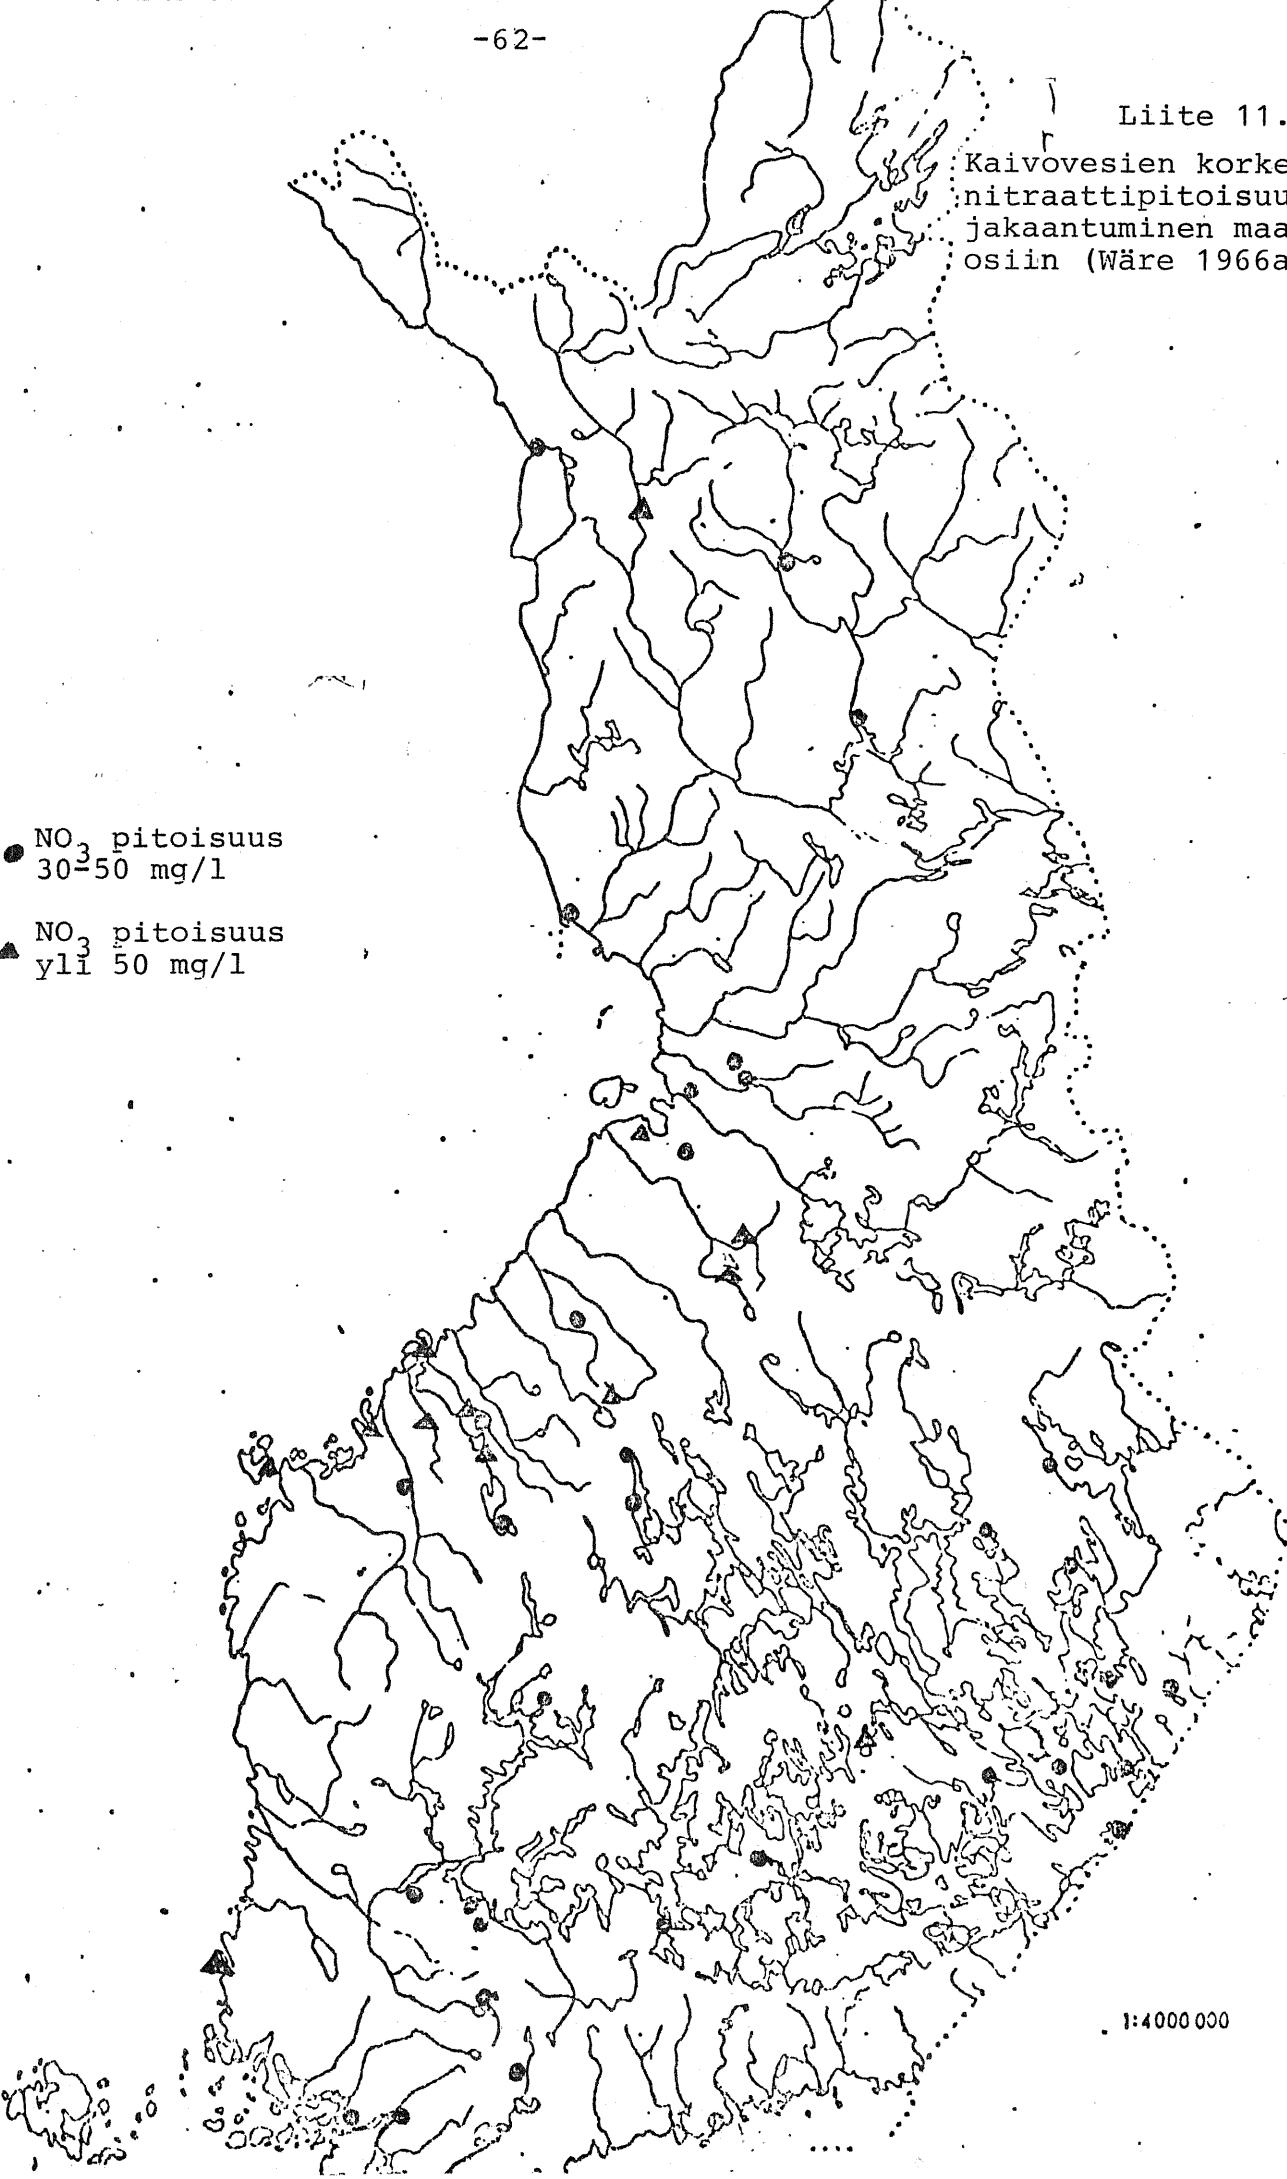 -62-
Liite 11.
Kaivovesien korke
nitraattipitoisuu
jakaantuminen maa
osiin (Wäre 1966a
NO3 pitoisuus
30-50 mg/l
NO3 pitoisuus
yli 50 mg/l
1:4000000